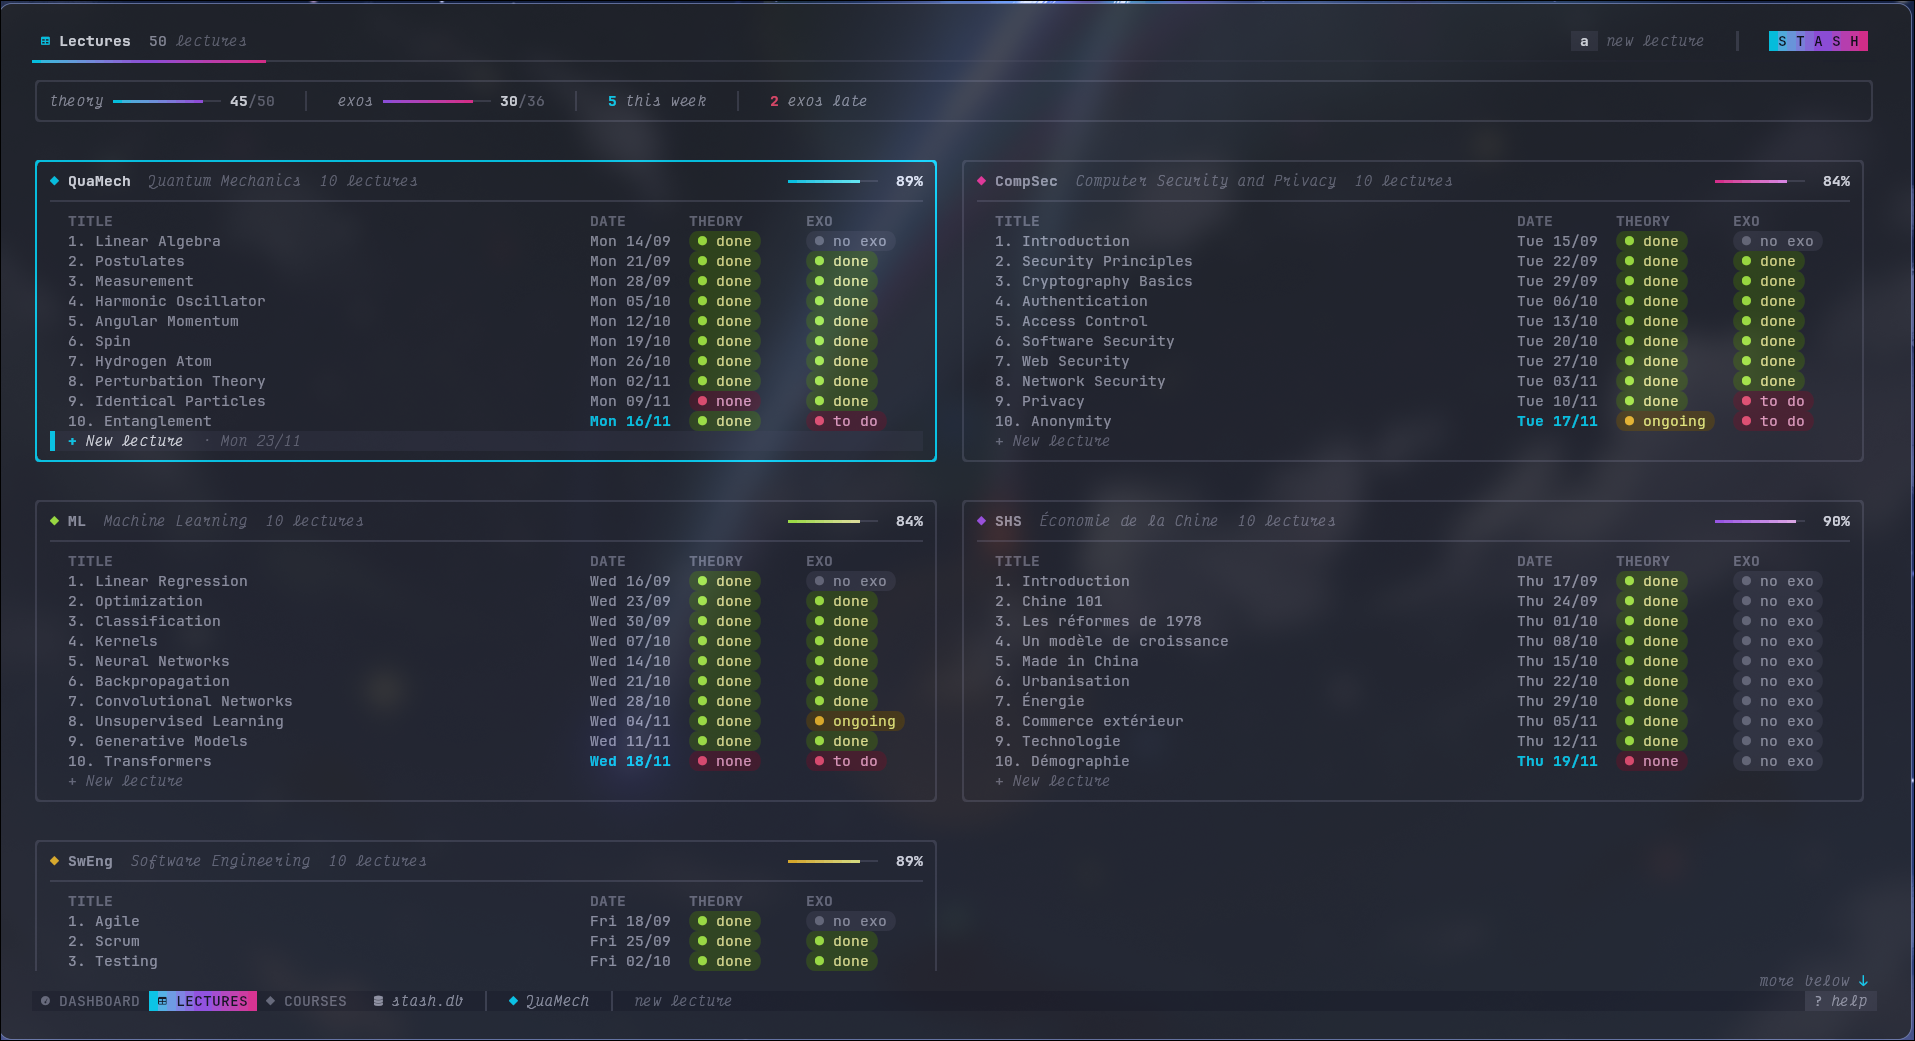 Lectures 50 lectures a new lecture STASH
theory 45/50 exos 30/36 5 this week 2 exos late
QuaMech Quantum Mechanics 10 lectures 89%
TITLE DATE THEORY EXO
1. Linear Algebra Mon 14/09 done no exo
2. Postulates Mon 21/09 done done
3. Measurement Mon 28/09 done done
4. Harmonic Oscillator Mon 05/10 done done
5. Angular Momentum Mon 12/10 done done
6. Spin Mon 19/10 done done
7. Hydrogen Atom Mon 26/10 done done
8. Perturbation Theory Mon 02/11 done done
9. Identical Particles Mon 09/11 none done
10. Entanglement Mon 16/11 done to do
+ New lecture · Mon 23/11
CompSec Computer Security and Privacy 10 lectures 84%
TITLE DATE THEORY EXO
1. Introduction Tue 15/09 done no exo
2. Security Principles Tue 22/09 done done
3. Cryptography Basics Tue 29/09 done done
4. Authentication Tue 06/10 done done
5. Access Control Tue 13/10 done done
6. Software Security Tue 20/10 done done
7. Web Security Tue 27/10 done done
8. Network Security Tue 03/11 done done
9. Privacy Tue 10/11 done to do
10. Anonymity Tue 17/11 ongoing to do
+ New lecture
ML Machine Learning 10 lectures 84%
TITLE DATE THEORY EXO
1. Linear Regression Wed 16/09 done no exo
2. Optimization Wed 23/09 done done
3. Classification Wed 30/09 done done
4. Kernels Wed 07/10 done done
5. Neural Networks Wed 14/10 done done
6. Backpropagation Wed 21/10 done done
7. Convolutional Networks Wed 28/10 done done
8. Unsupervised Learning Wed 04/11 done ongoing
9. Generative Models Wed 11/11 done done
10. Transformers Wed 18/11 none to do
+ New lecture
SHS Économie de la Chine 10 lectures 90%
TITLE DATE THEORY EXO
1. Introduction Thu 17/09 done no exo
2. Chine 101 Thu 24/09 done no exo
3. Les réformes de 1978 Thu 01/10 done no exo
4. Un modèle de croissance Thu 08/10 done no exo
5. Made in China Thu 15/10 done no exo
6. Urbanisation Thu 22/10 done no exo
7. Énergie Thu 29/10 done no exo
8. Commerce extérieur Thu 05/11 done no exo
9. Technologie Thu 12/11 done no exo
10. Démographie Thu 19/11 none no exo
+ New lecture
SwEng Software Engineering 10 lectures 89%
TITLE DATE THEORY EXO
1. Agile Fri 18/09 done no exo
2. Scrum Fri 25/09 done done
3. Testing Fri 02/10 done done
more below ↓
DASHBOARD LECTURES COURSES stash.db QuaMech new lecture ? help